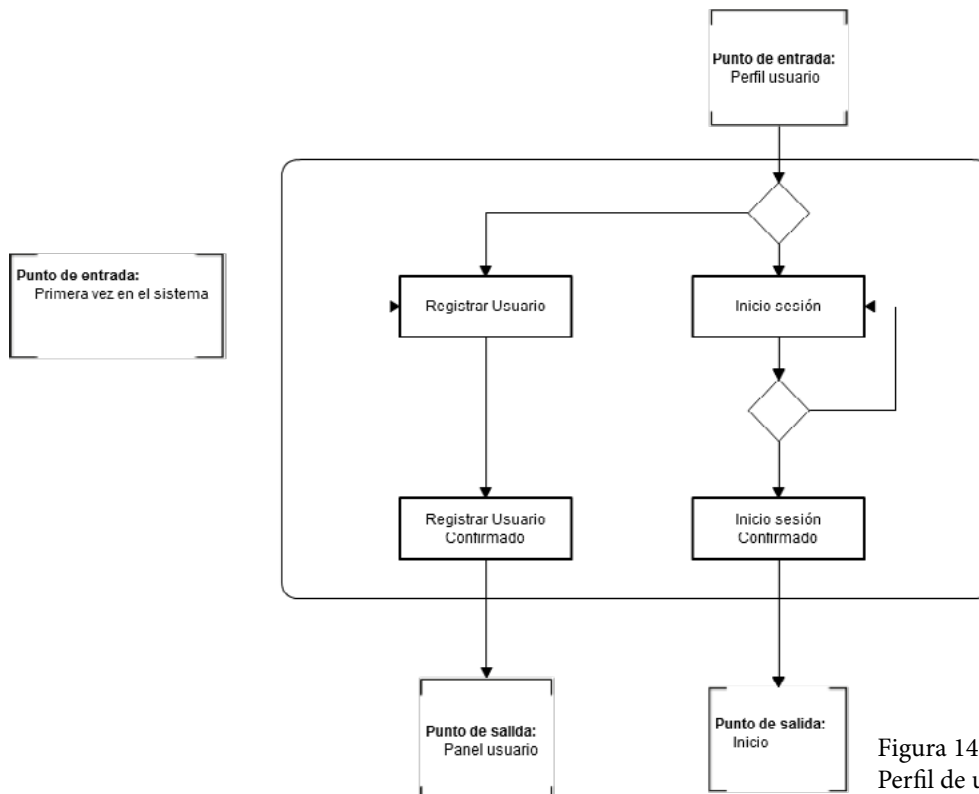 Punto de entrada:
Perfil usuario
Punto de entrada:
Primera vez en el sistema
Registrar Usuario
Inicio sesión
Registrar Usuario
Confirmado
Inicio sesión
Confirmado
Punto de salida:
Panel usuario
Punto de salida:
Inicio
Figura 14
Perfil de